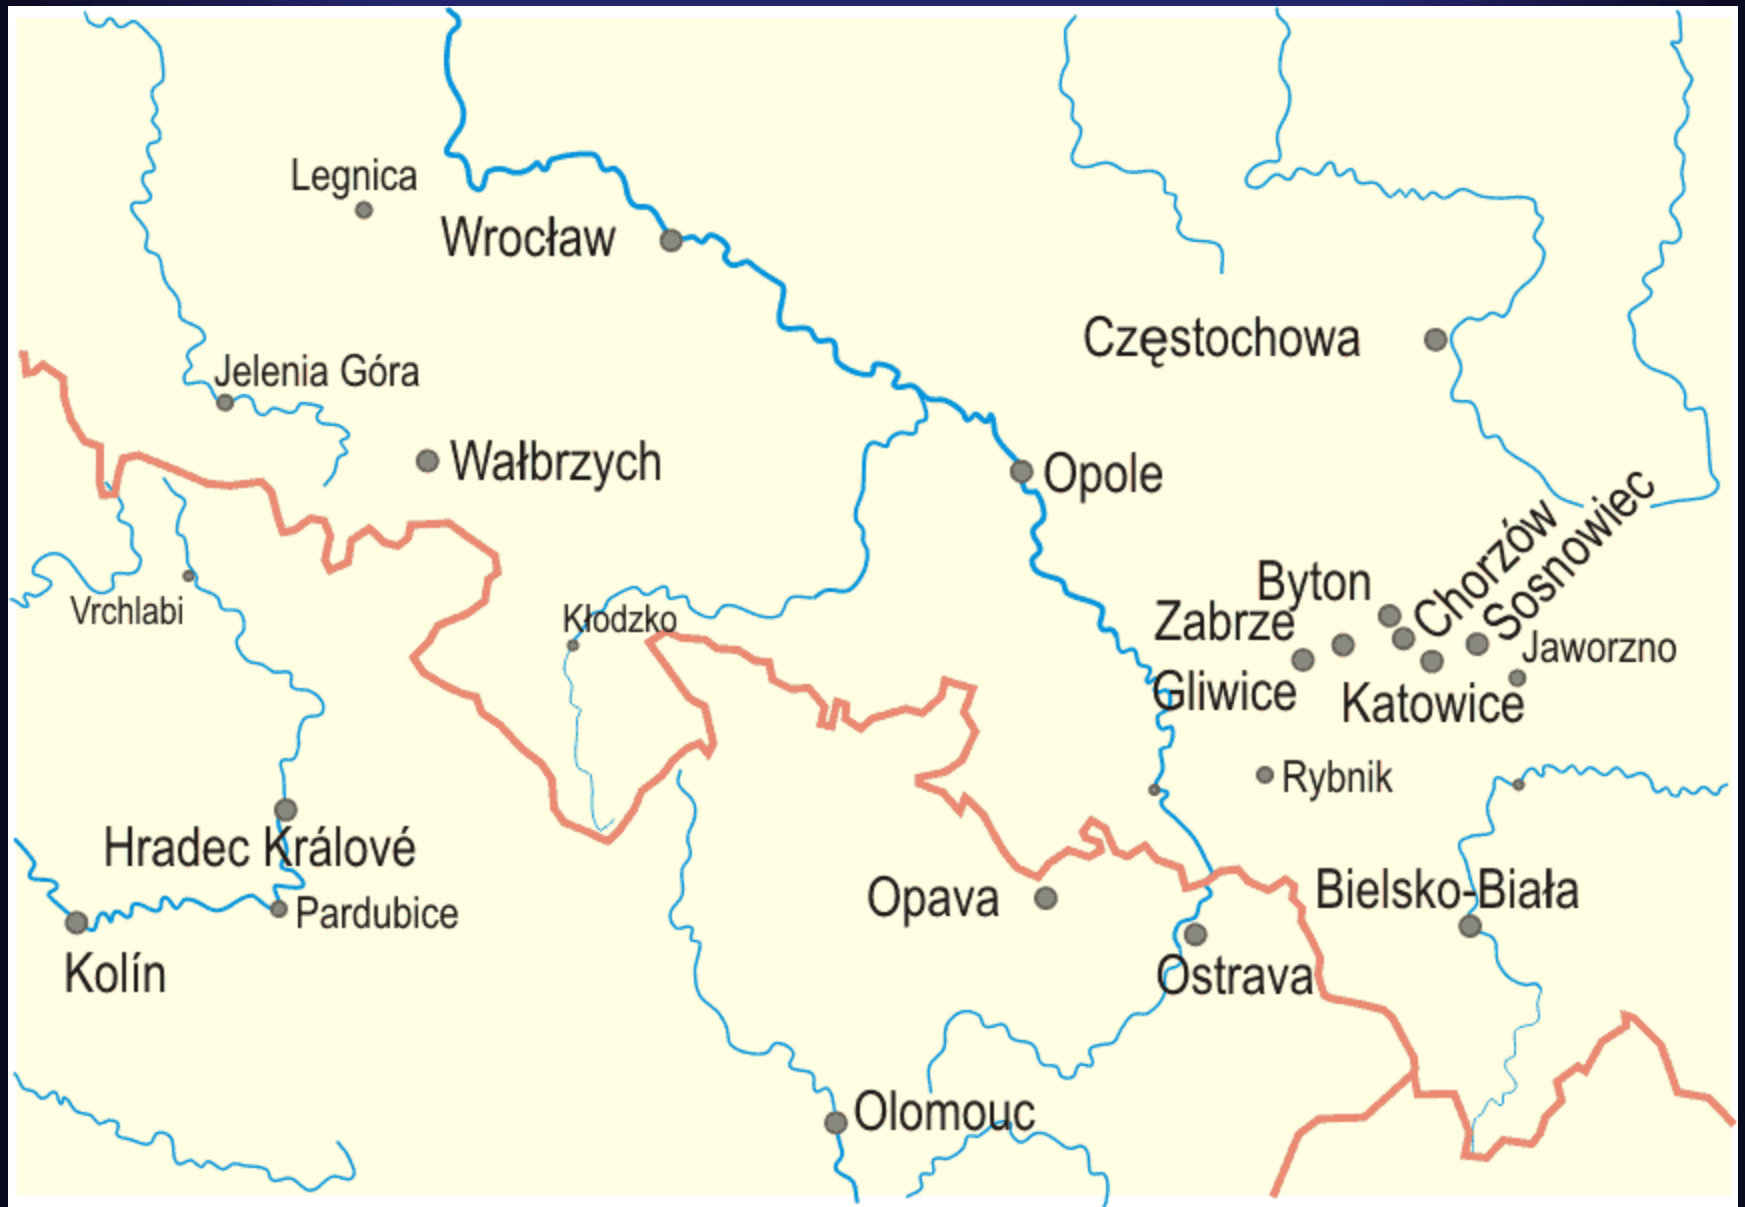 Legnica
Wrocław
Częstochowa
Jelenia Góra
Wałbrzych
Opole
Chorzów
Sosnowiec
Byton
Zabrze
Vrchlabi
Kłodzko
Jaworzno
Gliwice
Katowice
Rybnik
Hradec Králové
Opava
Bielsko-Biała
Pardubice
Kolín
Ostrava
Olomouc